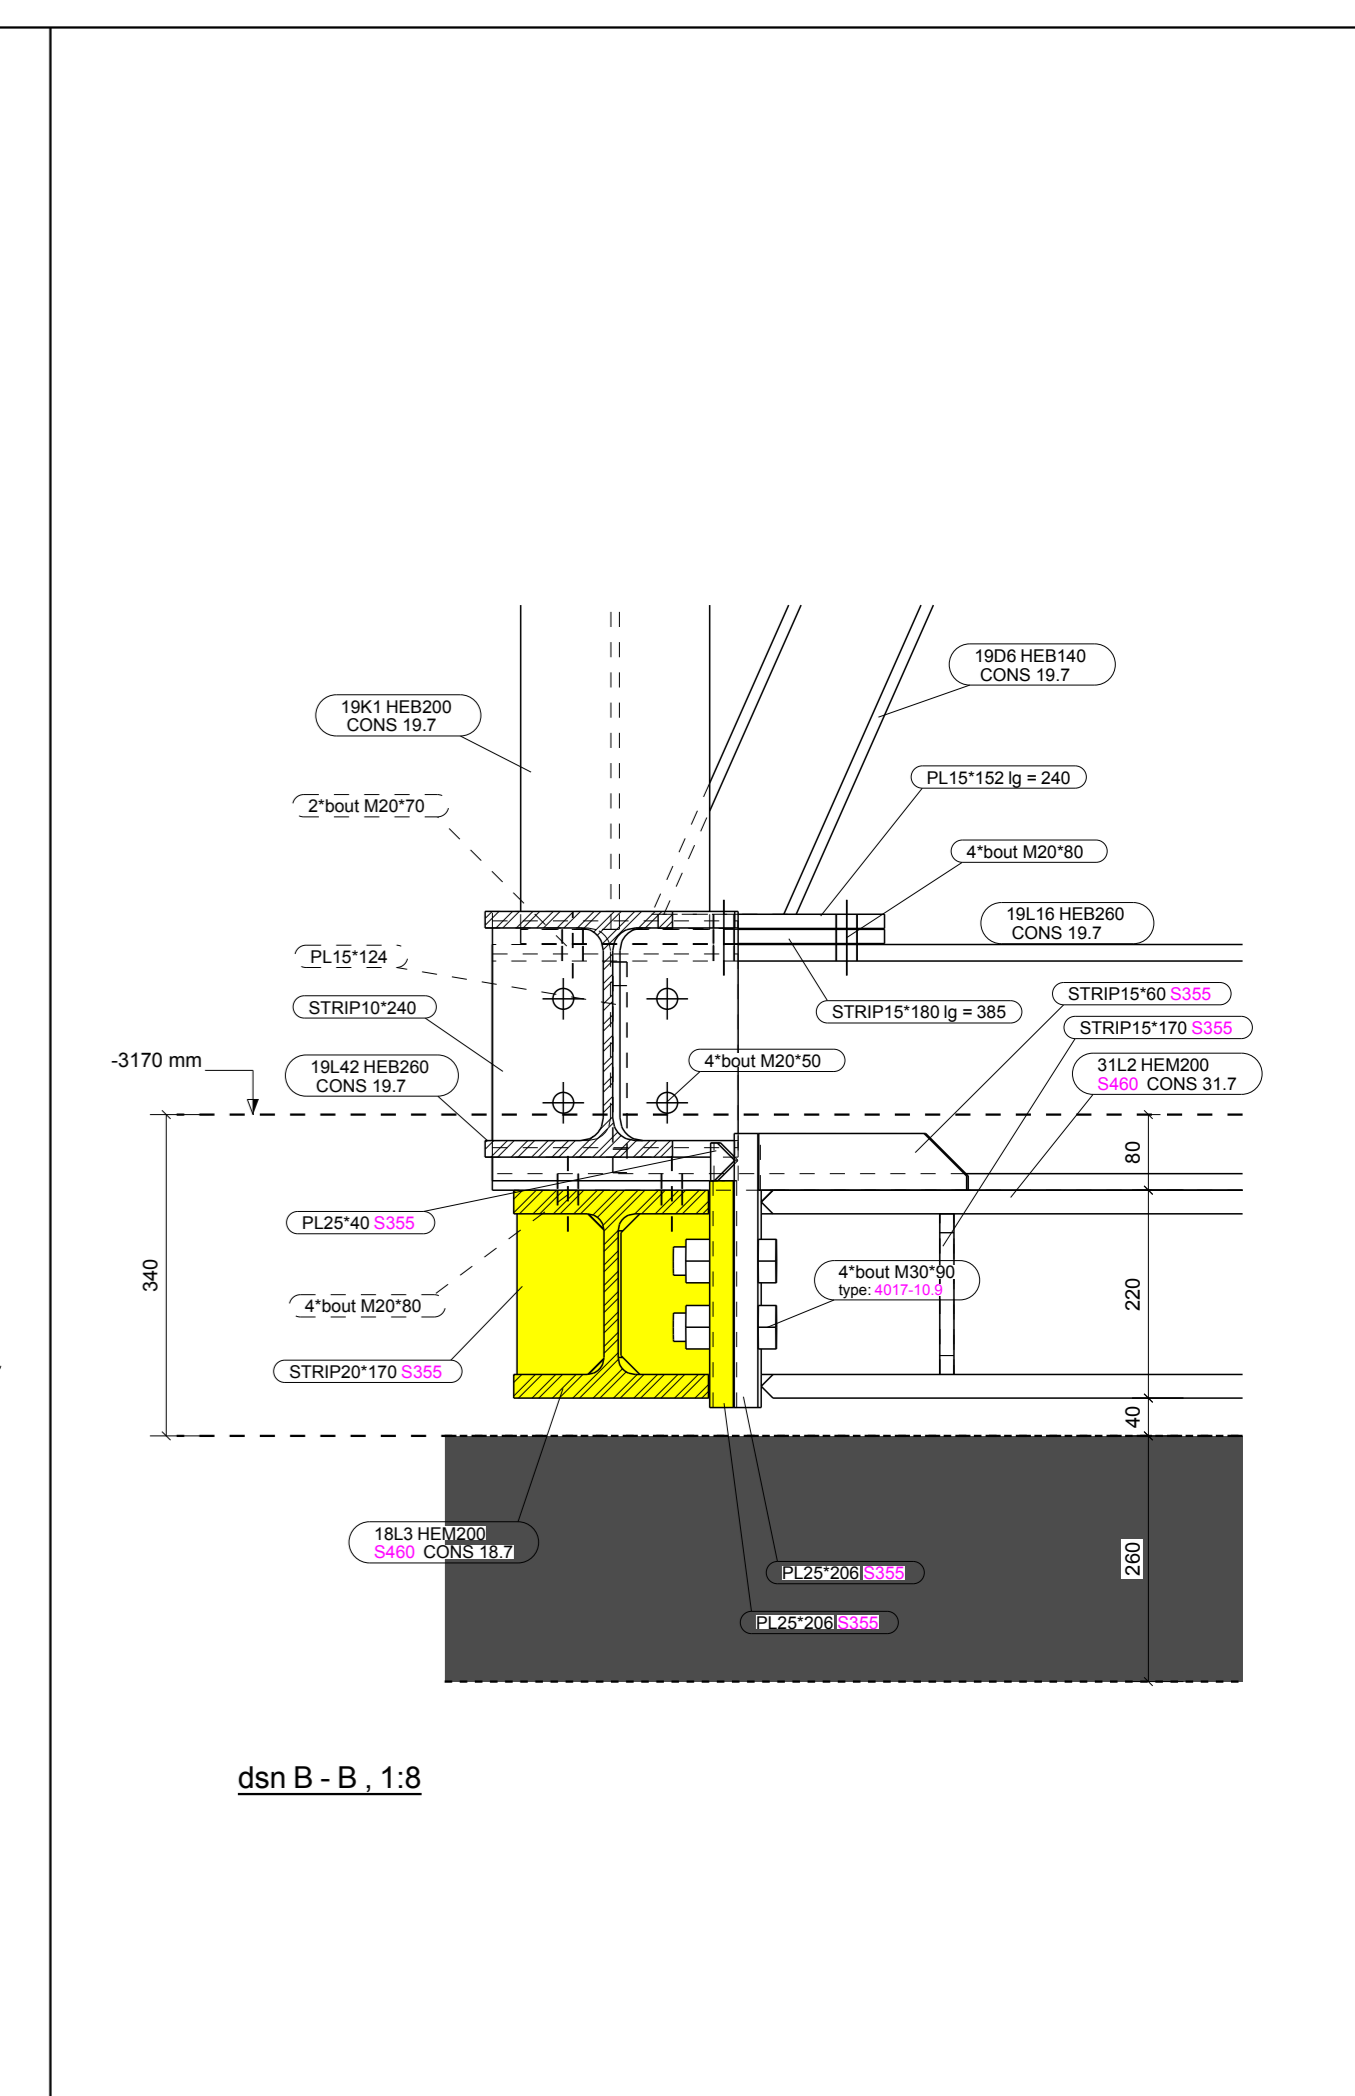 19D6 HEB140
CONS 19.7
19K1 HEB200
CONS 19.7
PL15*152 lg = 240
2*bout M20*70
4*bout M20*80
19L16 HEB260
CONS 19.7
PL15*124
STRIP15*60 S355
STRIP10*240
STRIP15*180 lg = 385
STRIP15*170 S355
-3170 mm
19L42 HEB260
CONS 19.7
4*bout M20*50
31L2 HEM200
S460 CONS 31.7
80
PL25*40 S355
340
4*bout M30*90
type: 4017-10.9
220
4*bout M20*80
STRIP20*170 S355
40
18L3 HEM200
S460 CONS 18.7
260
PL25*206 S355
PL25*206 S355
dsn B - B , 1:8